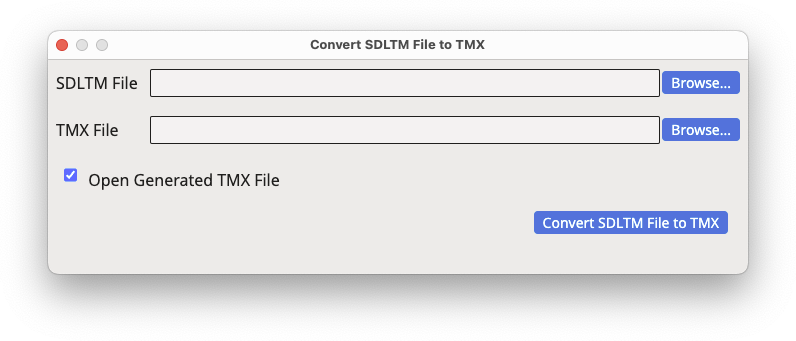 Convert SDLTM File to TMX
SDLTM File Browse...
TMX File Browse...
Open Generated TMX File
Convert SDLTM File to TMX